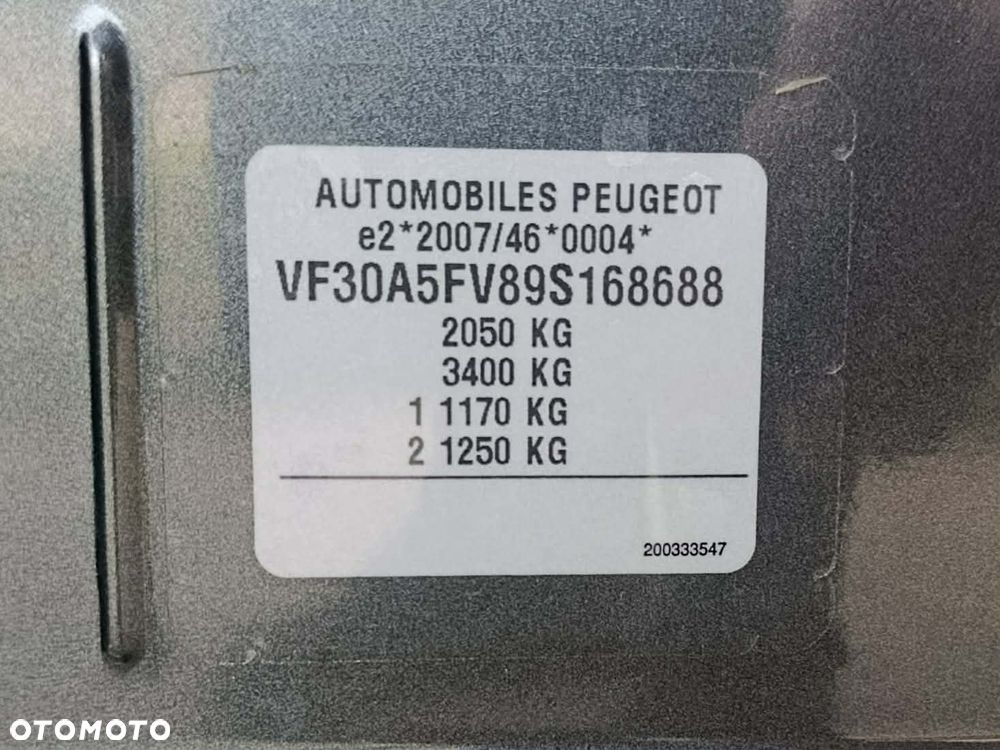 AUTOMOBILES PEUGEOT
e2*2007/46*0004*
VF30A5FV89S168688
2050 KG
3400 KG
1 1170 KG
2 1250 KG
200333547
OTOMOTO